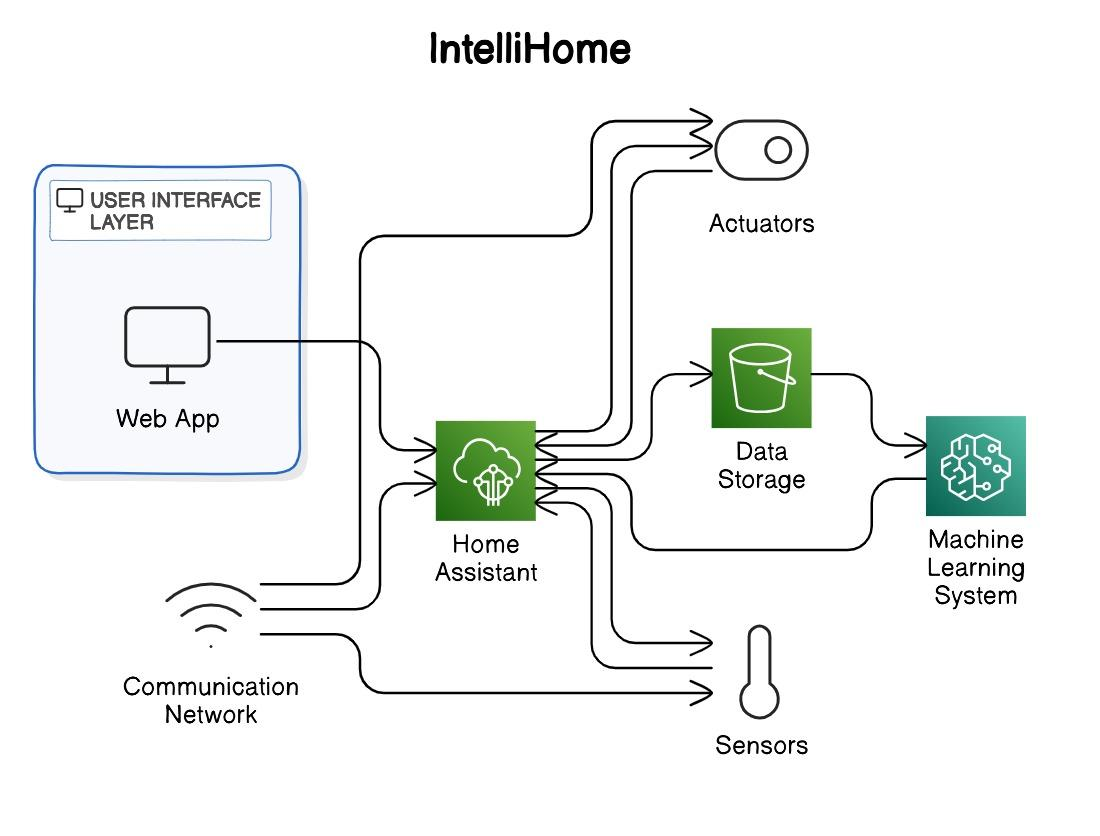 IntelliHome
USER INTERFACE
LAYER
Web App
Actuators
Data
Storage
Home
Assistant
Machine
Learning
System
Communication
Network
Sensors